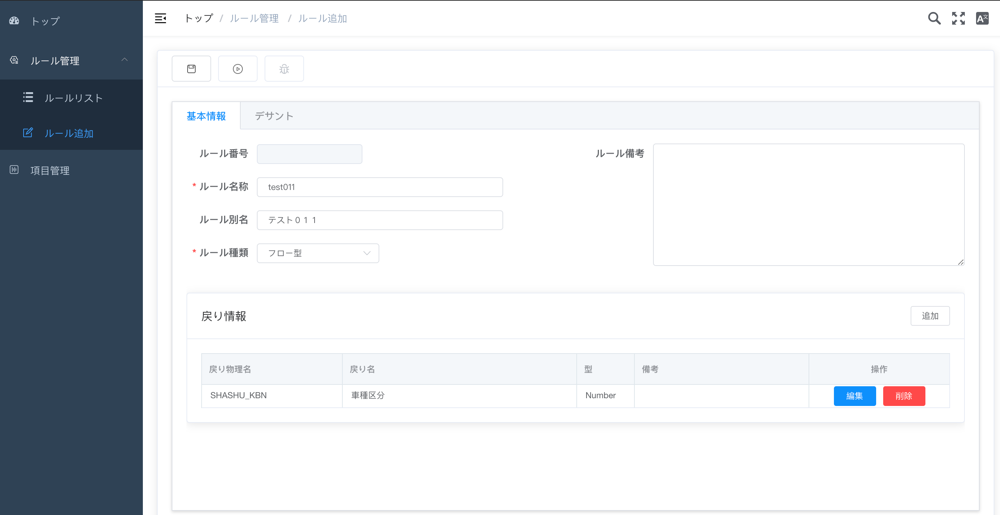 トップ
ルール管理
ルールリスト
ルール追加
項目管理
トップ / ルール管理 / ルール追加
基本情報 デサント
ルール番号
* ルール名称 test011
ルール別名 テスト０１１
* ルール種類 フロー型
ルール備考
戻り情報 追加
戻り物理名 戻り名 型 備考 操作
SHASHU_KBN 車種区分 Number 編集 削除